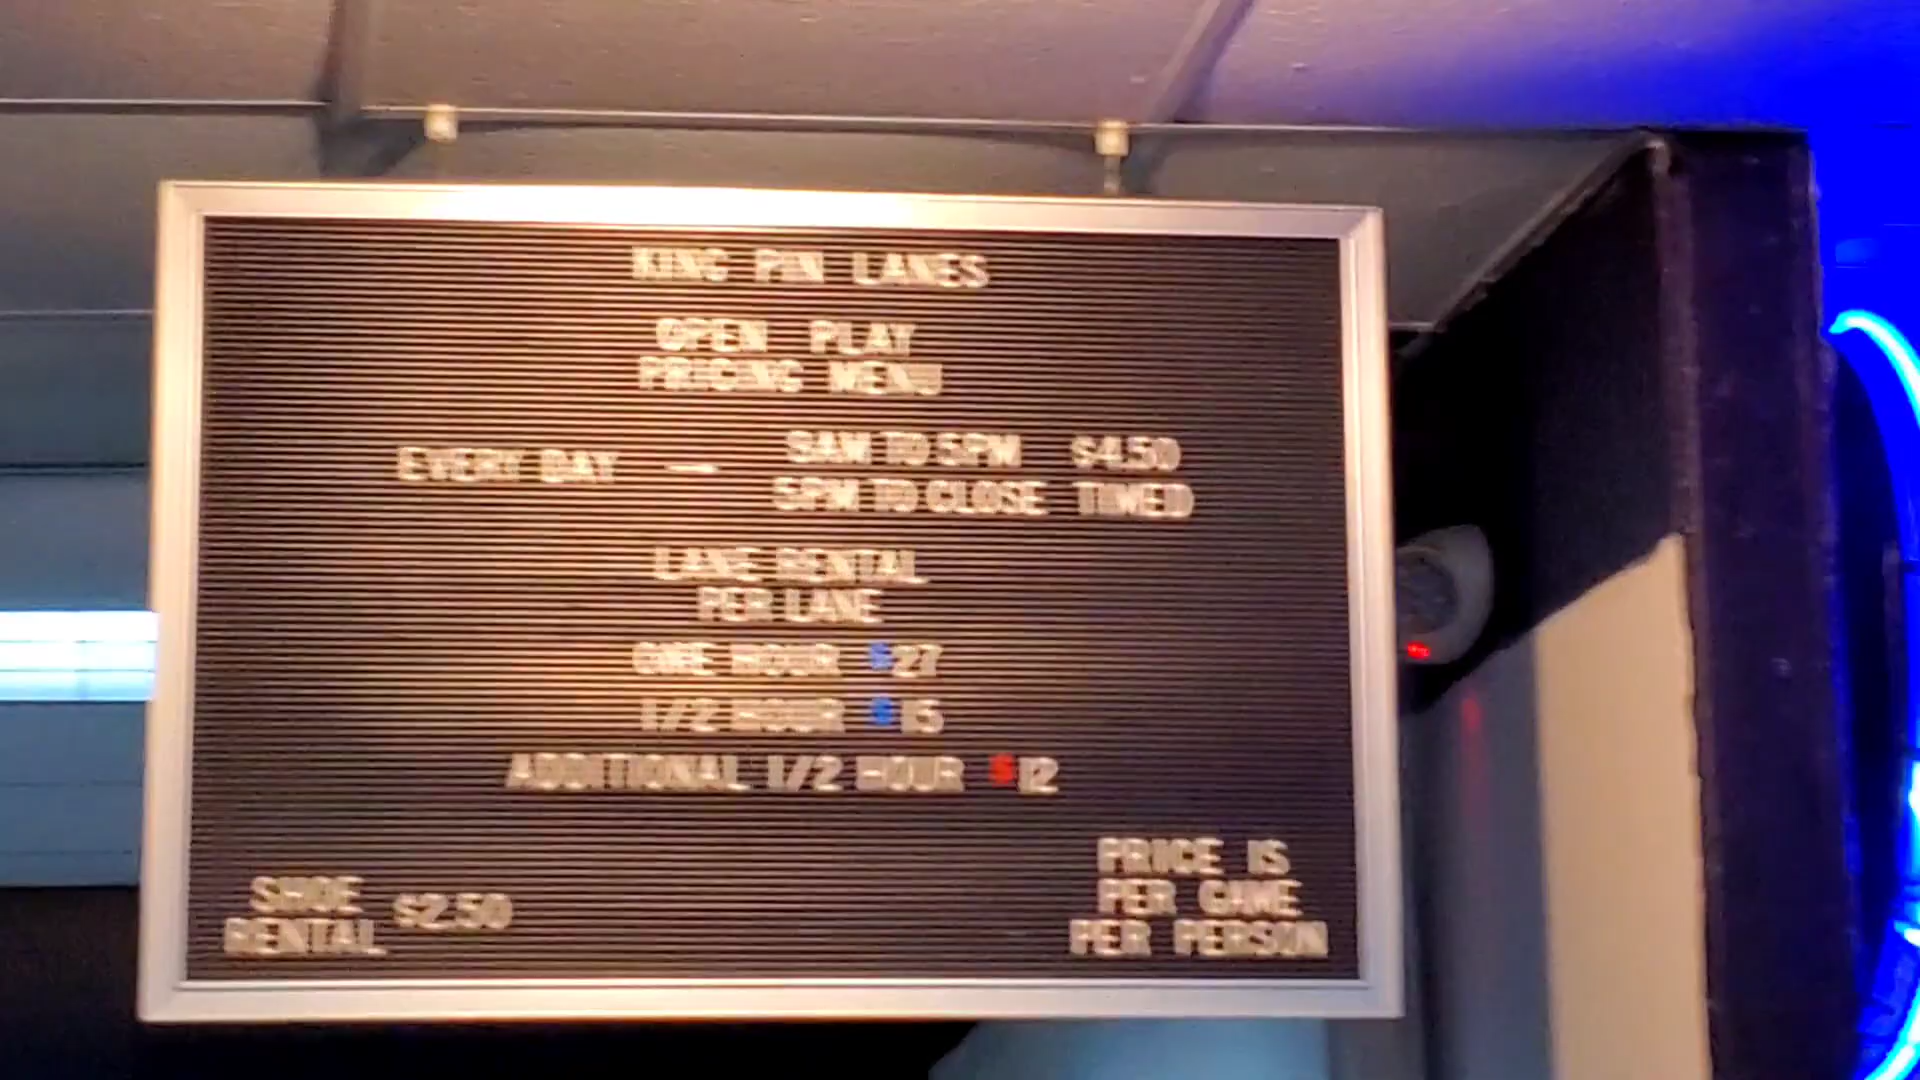 KING PIN LANES
OPEN PLAY
PRICING MENU
EVERY DAY — 9AM TO 5PM $4.50
5PM TO CLOSE TIMED
LANE RENTAL
PER LANE
ONE HOUR $27
1/2 HOUR $15
ADDITIONAL 1/2 HOUR $12
SHOE
RENTAL $2.50
PRICE IS
PER GAME
PER PERSON